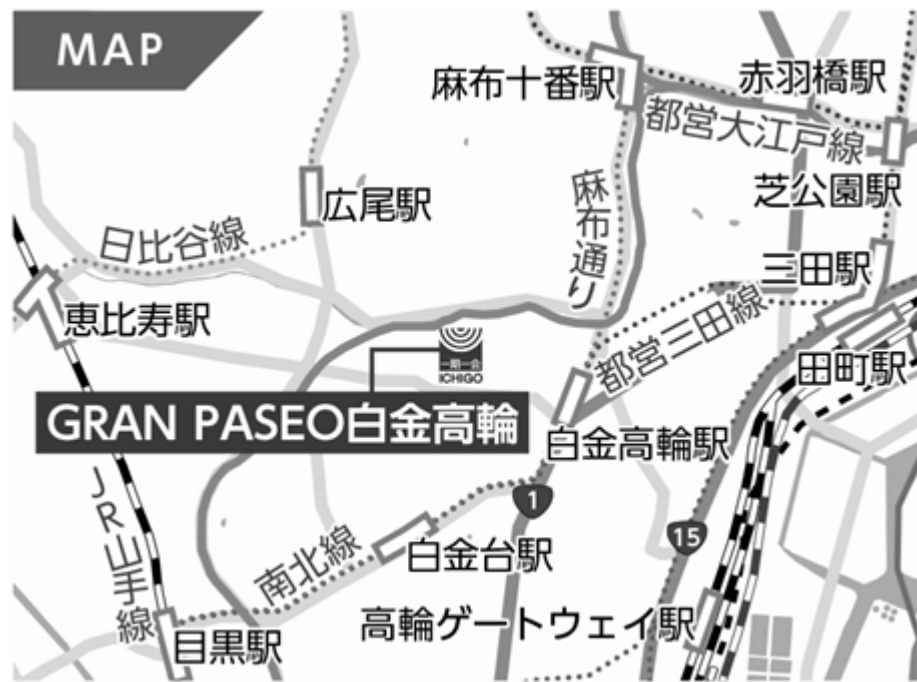 MAP
麻布十番駅
赤羽橋駅
都営大江戸線
芝公園駅
広尾駅
麻布通り
日比谷線
三田駅
恵比寿駅
都営三田線
田町駅
一期一会
ICHIGO
GRAN PASEO白金高輪
白金高輪駅
JR山手線
1
15
白金台駅
南北線
高輪ゲートウェイ駅
目黒駅